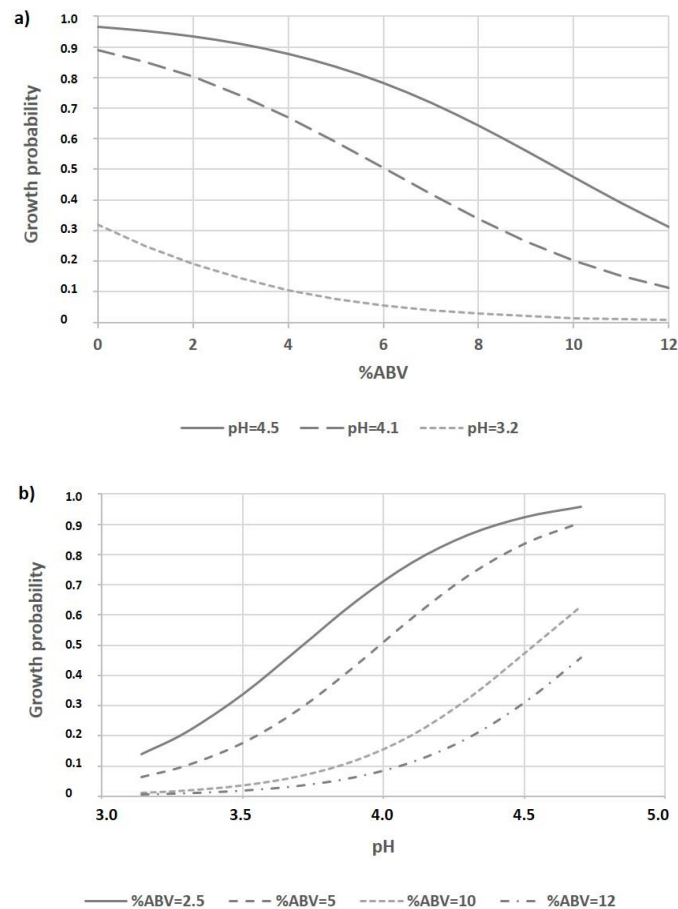 a)
1.0
0.9
0.8
0.7
0.6
0.5
0.4
0.3
0.2
0.1
0
Growth probability
0 2 4 6 8 10 12
%ABV
pH=4.5 pH=4.1 pH=3.2
b)
1.0
0.9
0.8
0.7
0.6
0.5
0.4
0.3
0.2
0.1
0
Growth probability
3.0 3.5 4.0 4.5 5.0
pH
%ABV=2.5 %ABV=5 %ABV=10 %ABV=12